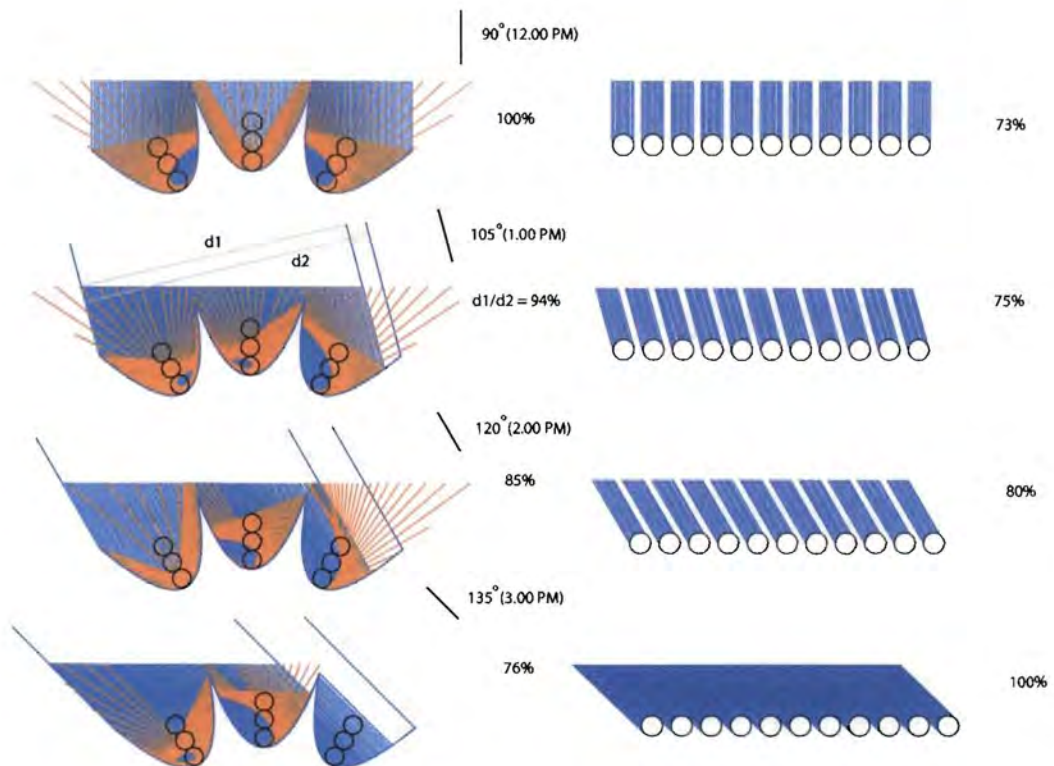 90°(12.00 PM)
100%
73%
105°(1.00 PM)
d1
d2
d1/d2 = 94%
75%
120°(2.00 PM)
85%
80%
135°(3.00 PM)
76%
100%